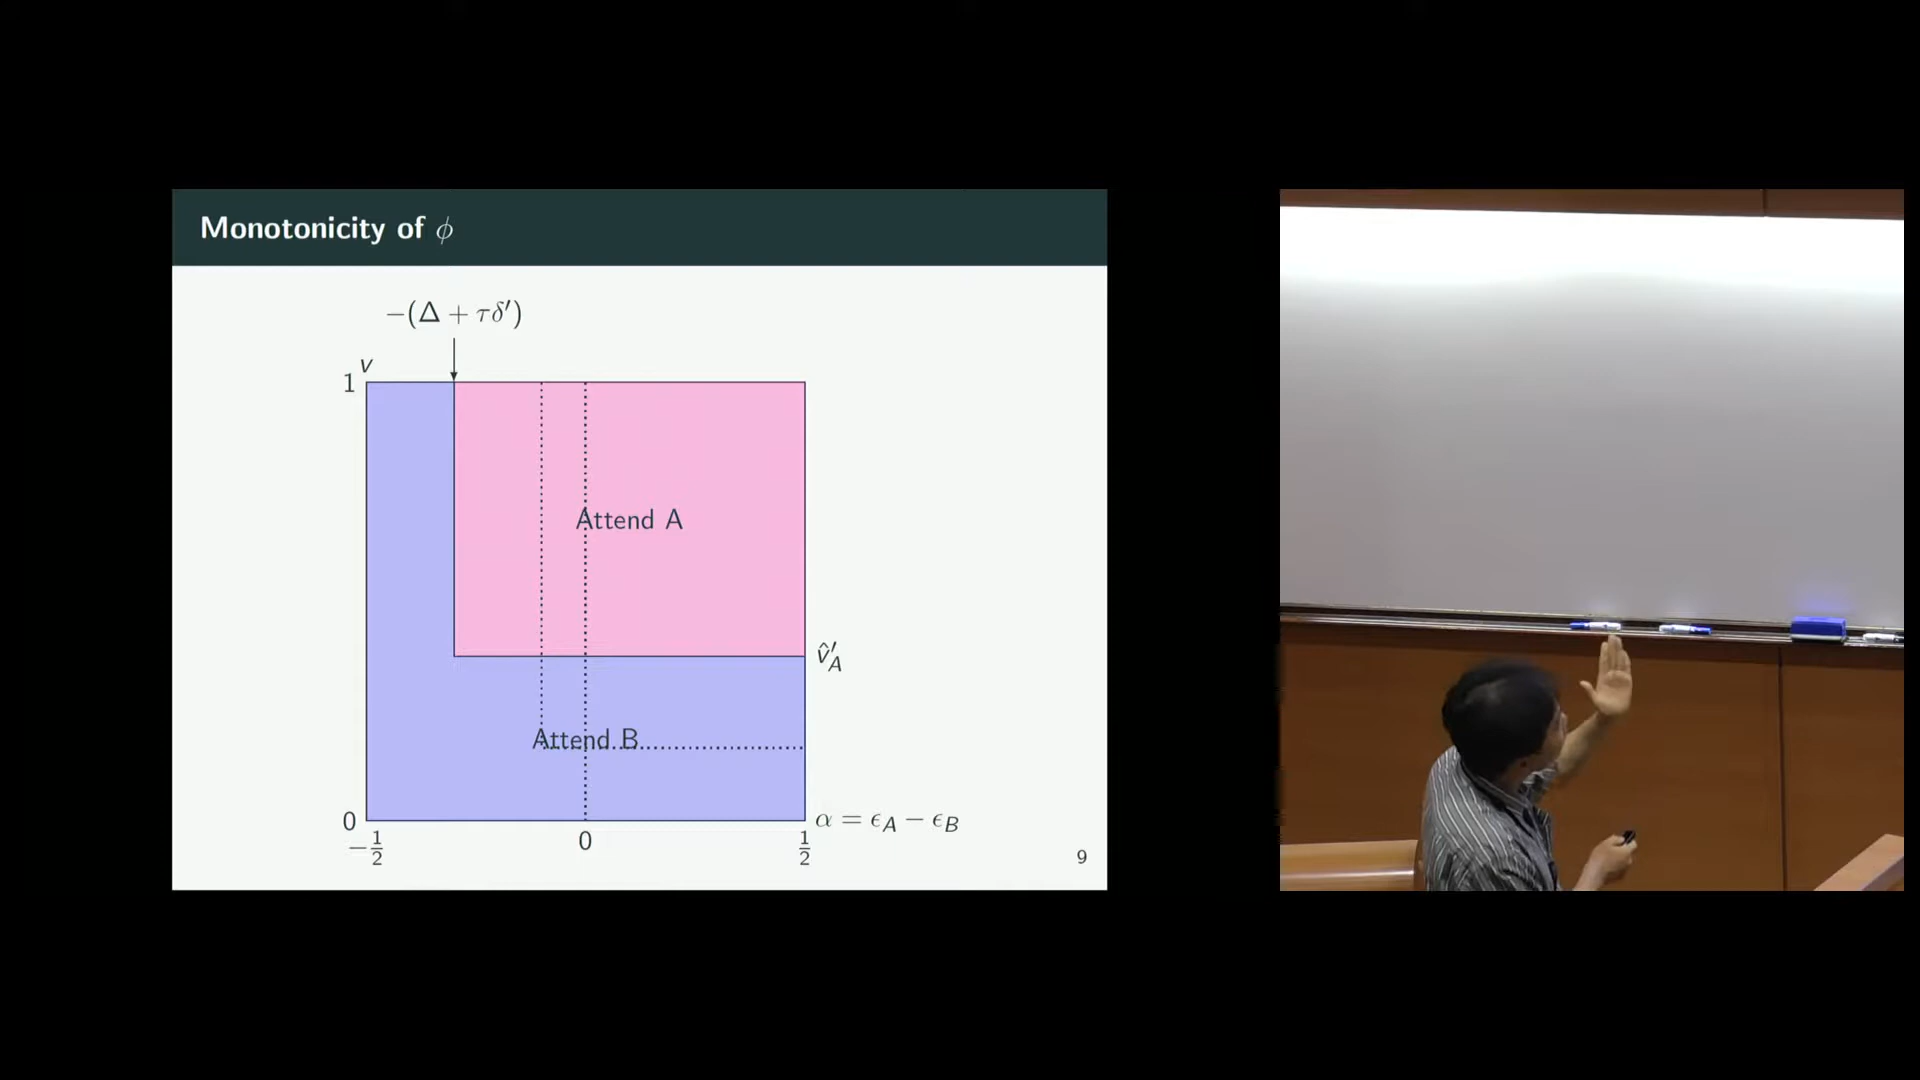 Monotonicity of ϕ
−(Δ + τδ′)
v
1
Attend A
v̂′_A
Attend B
0
α = ϵ_A − ϵ_B
−1/2
0
1/2
9